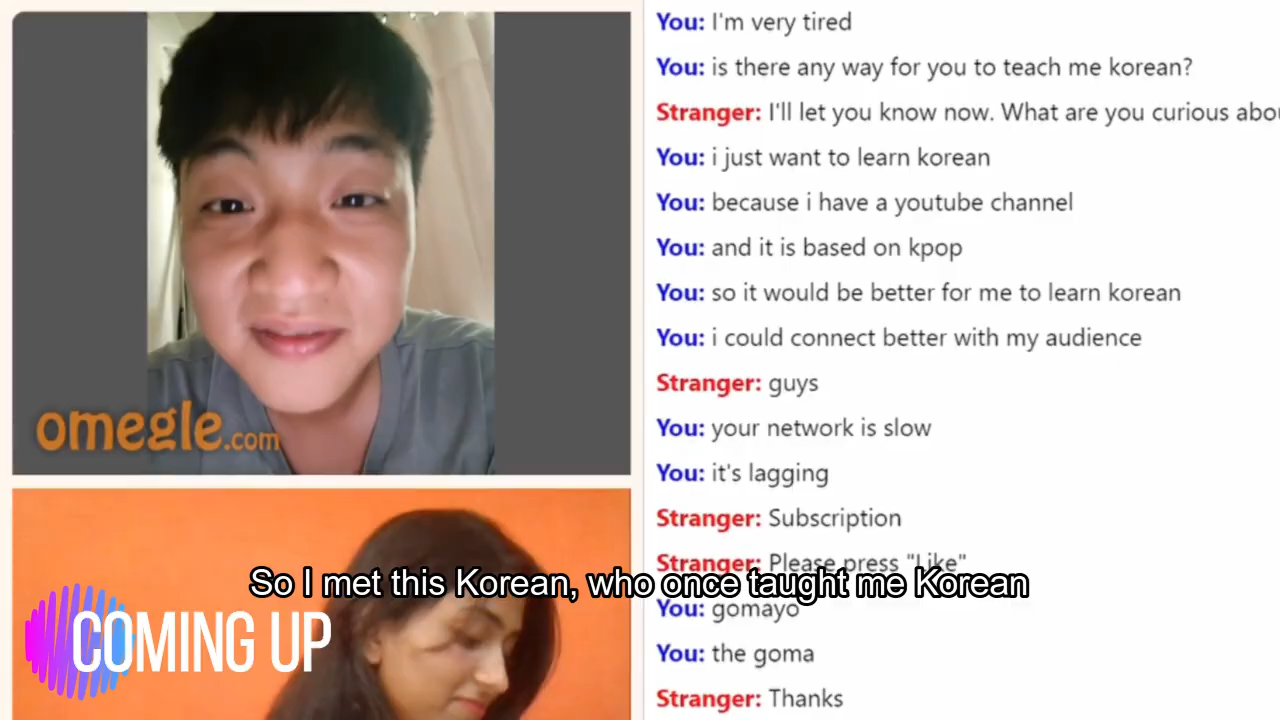 You: I'm very tired
You: is there any way for you to teach me korean?
Stranger: I'll let you know now. What are you curious abo
You: i just want to learn korean
You: because i have a youtube channel
You: and it is based on kpop
You: so it would be better for me to learn korean
You: i could connect better with my audience
Stranger: guys
You: your network is slow
You: it's lagging
Stranger: Subscription
Stranger: Please press "Like"
You: gomayo
You: the goma
Stranger: Thanks
omegle.com
So I met this Korean, who once taught me Korean
COMING UP